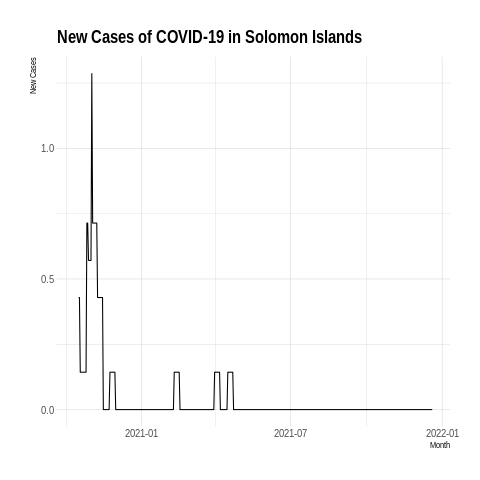 New Cases of COVID-19 in Solomon Islands
New Cases
1.0
0.5
0.0
2021-01 2021-07 2022-01
Month